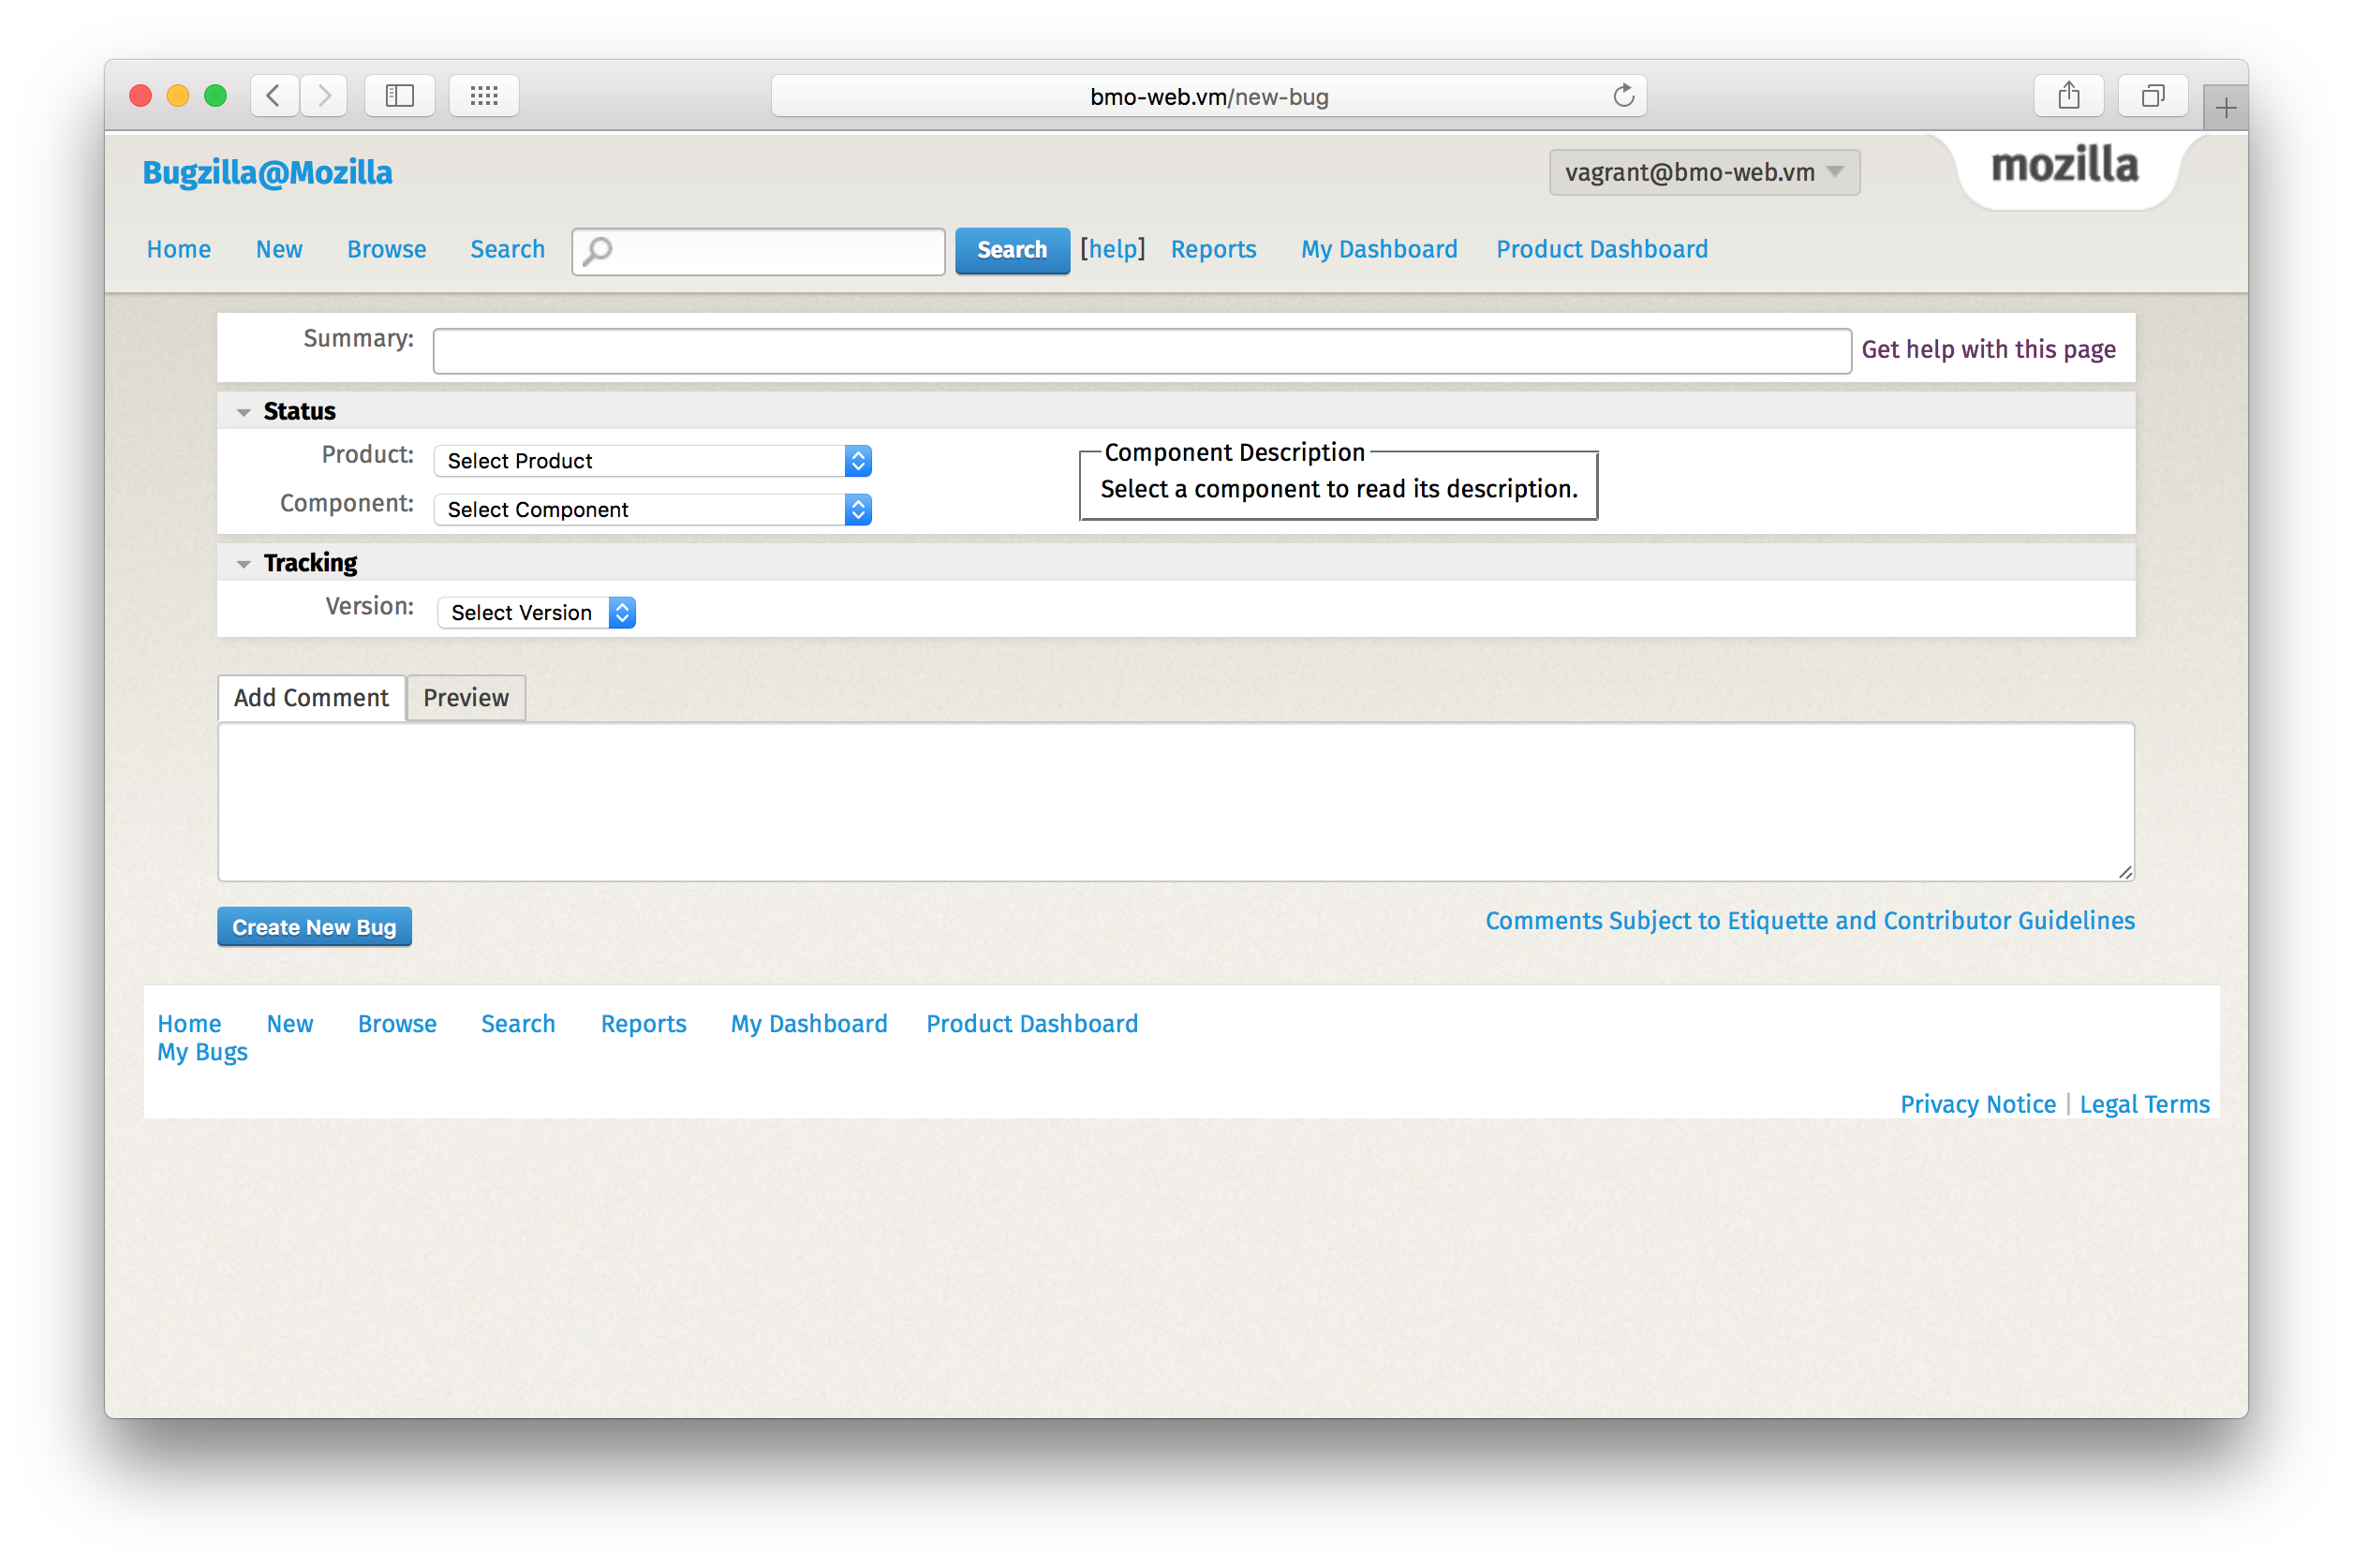 bmo-web.vm/new-bug
Bugzilla@Mozilla
vagrant@bmo-web.vm
mozilla
Home New Browse Search Search [help] Reports My Dashboard Product Dashboard
Summary:
Get help with this page
Status
Product: Select Product
Component: Select Component
Component Description
Select a component to read its description.
Tracking
Version: Select Version
Add Comment Preview
Create New Bug
Comments Subject to Etiquette and Contributor Guidelines
Home New Browse Search Reports My Dashboard Product Dashboard
My Bugs
Privacy Notice | Legal Terms